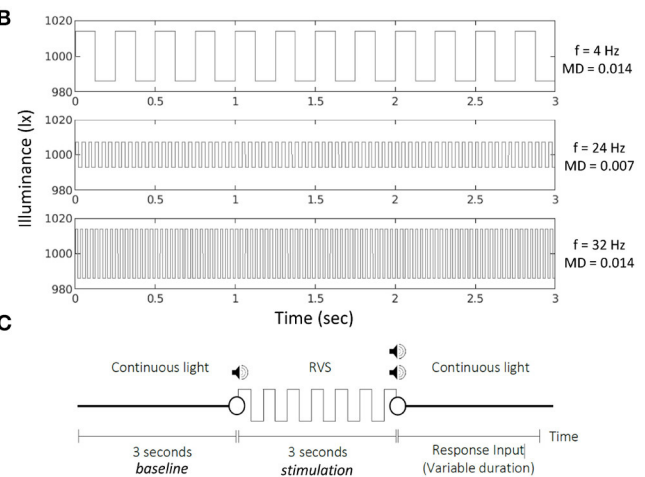 B
1020
1000
980
0 0.5 1 1.5 2 2.5 3
f = 4 Hz
MD = 0.014
1020
1000
980
0 0.5 1 1.5 2 2.5 3
f = 24 Hz
MD = 0.007
1020
1000
980
0 0.5 1 1.5 2 2.5 3
f = 32 Hz
MD = 0.014
Illuminance (lx)
Time (sec)
C
Continuous light RVS Continuous light
Time
3 seconds
baseline
3 seconds
stimulation
Response Input
(Variable duration)